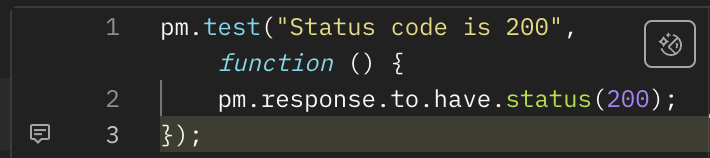 1 pm.test("Status code is 200",
function () {
2 pm.response.to.have.status(200);
3 });